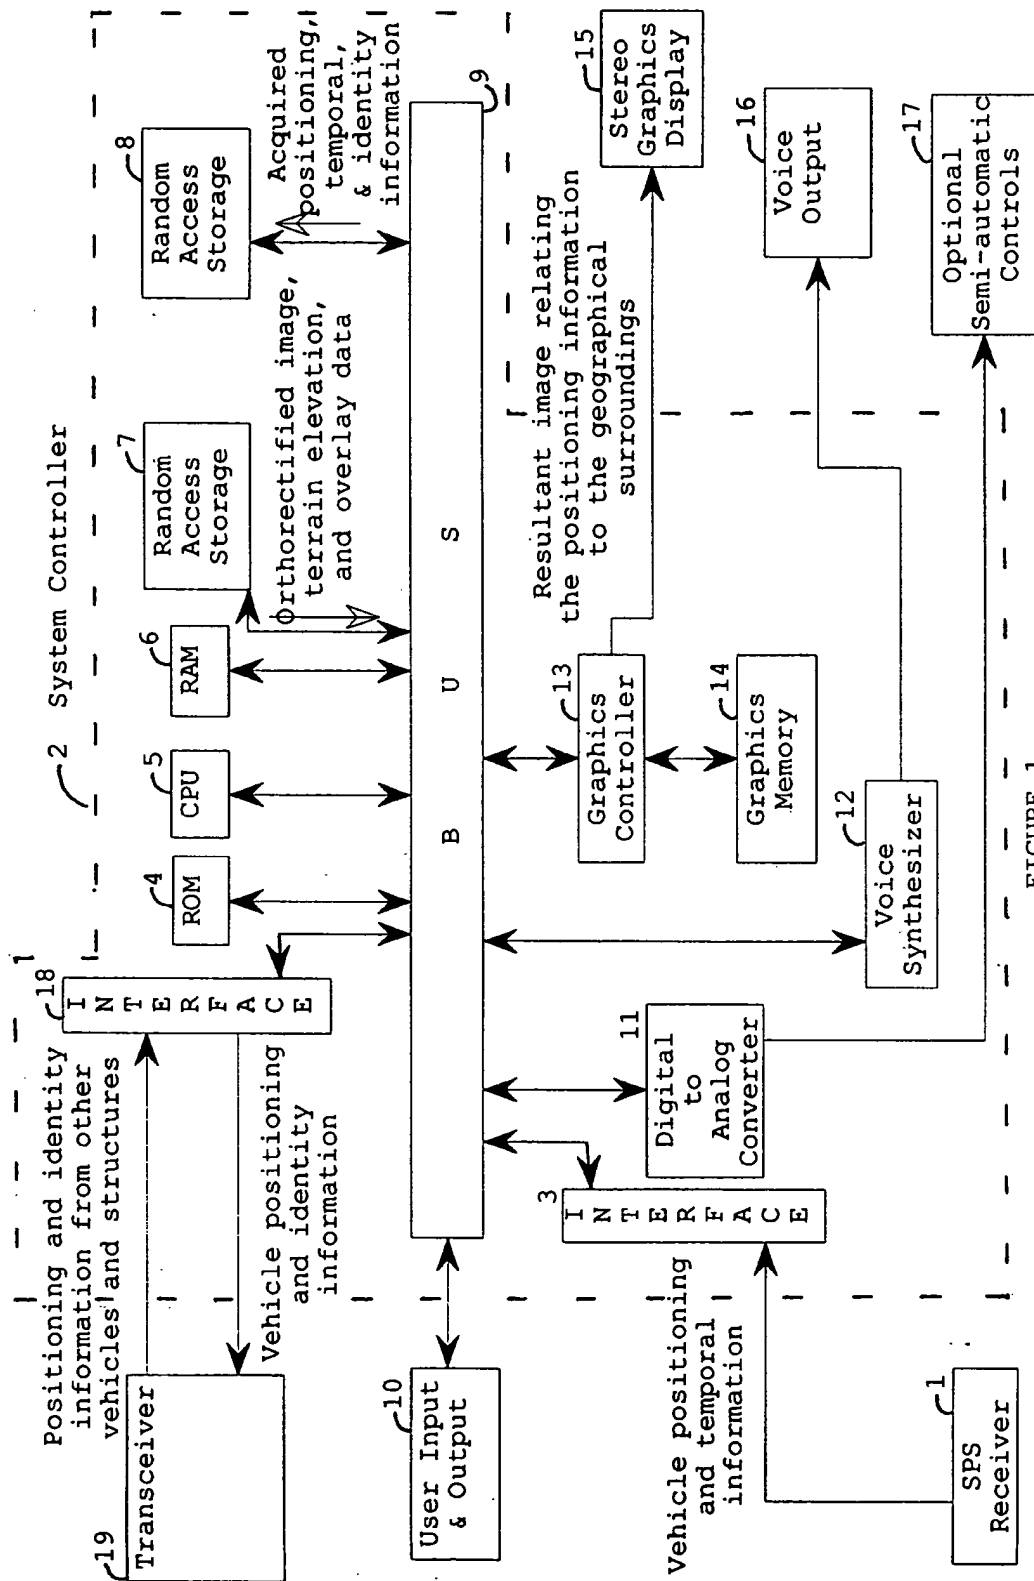 2 System Controller
19
Transceiver
Positioning and identity
information from other
vehicles and structures
Vehicle positioning
and identity
information
18
INTERFACE
4
ROM
5
CPU
6
RAM
7
Random
Access
Storage
Orthorectified image,
terrain elevation,
and overlay data
8
Random
Access
Storage
Acquired
positioning,
temporal,
& identity
information
10
User Input
& Output
BUS
9
Vehicle positioning
and temporal
information
1
SPS
Receiver
3
INTERFACE
11
Digital
to
Analog
Converter
12
Voice
Synthesizer
13
Graphics
Controller
14
Graphics
Memory
Resultant image relating
the positioning information
to the geographical
surroundings
15
Stereo
Graphics
Display
16
Voice
Output
17
Optional
Semi-automatic
Controls
FIGURE 1